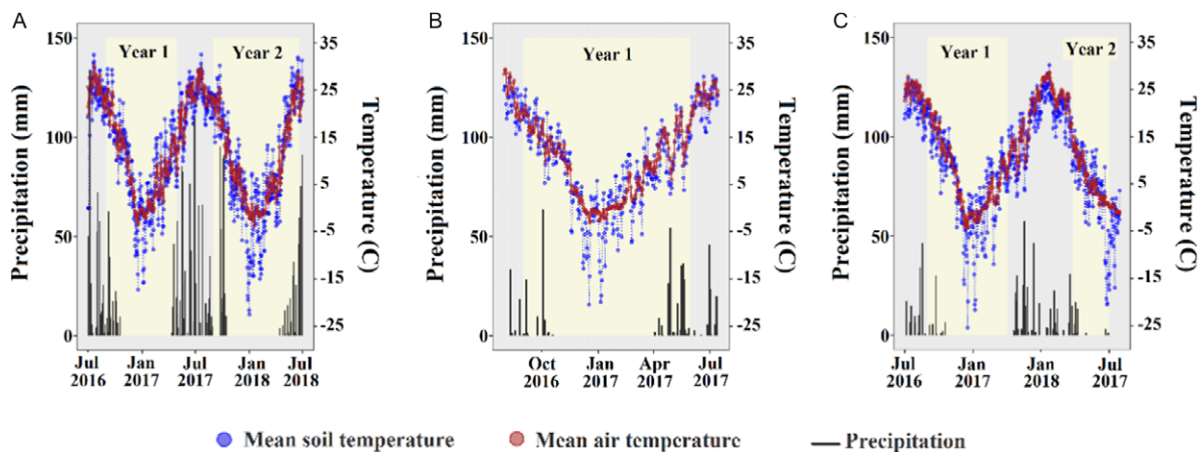 A
Precipitation (mm)
150
100
50
0
Year 1
Year 2
35
25
15
5
-5
-15
-25
Temperature (C)
Jul
2016
Jan
2017
Jul
2017
Jan
2018
Jul
2018
B
Precipitation (mm)
150
100
50
0
Year 1
35
25
15
5
-5
-15
-25
Temperature (C)
Oct
2016
Jan
2017
Apr
2017
Jul
2017
C
Precipitation (mm)
150
100
50
0
Year 1
Year 2
35
25
15
5
-5
-15
-25
Temperature (C)
Jul
2016
Jan
2017
Jan
2018
Jul
2017
Mean soil temperature
Mean air temperature
Precipitation